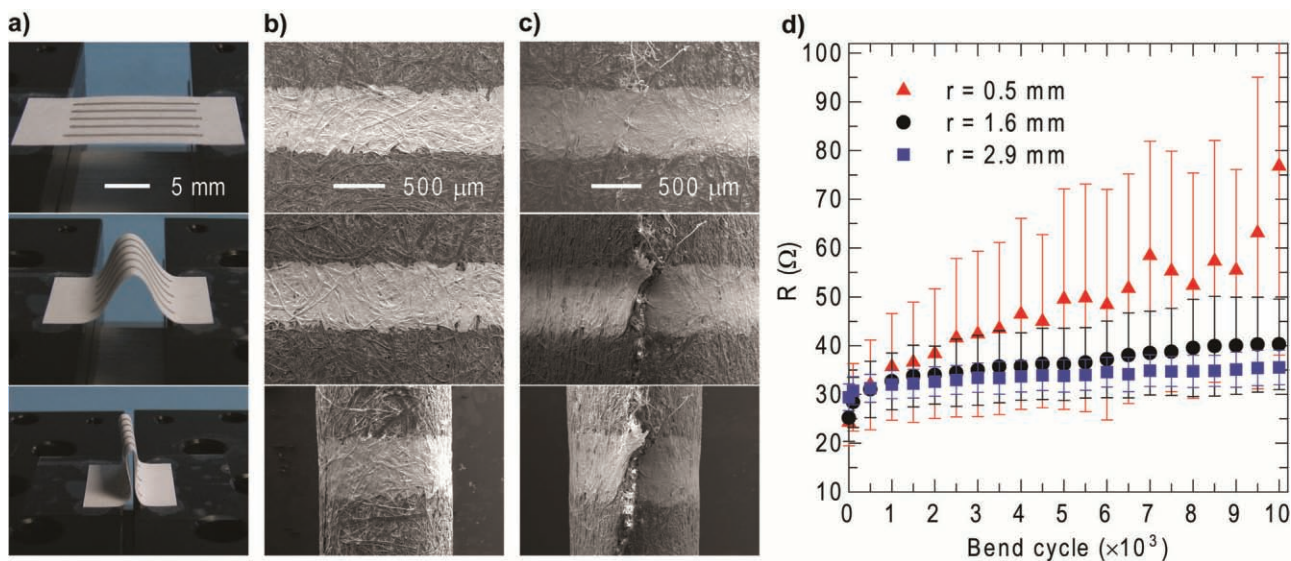 a)
b)
c)
d)
5 mm
500 μm
500 μm
100
90
80
70
60
50
40
30
20
10
R (Ω)
r = 0.5 mm
r = 1.6 mm
r = 2.9 mm
0 1 2 3 4 5 6 7 8 9 10
Bend cycle (×10³)